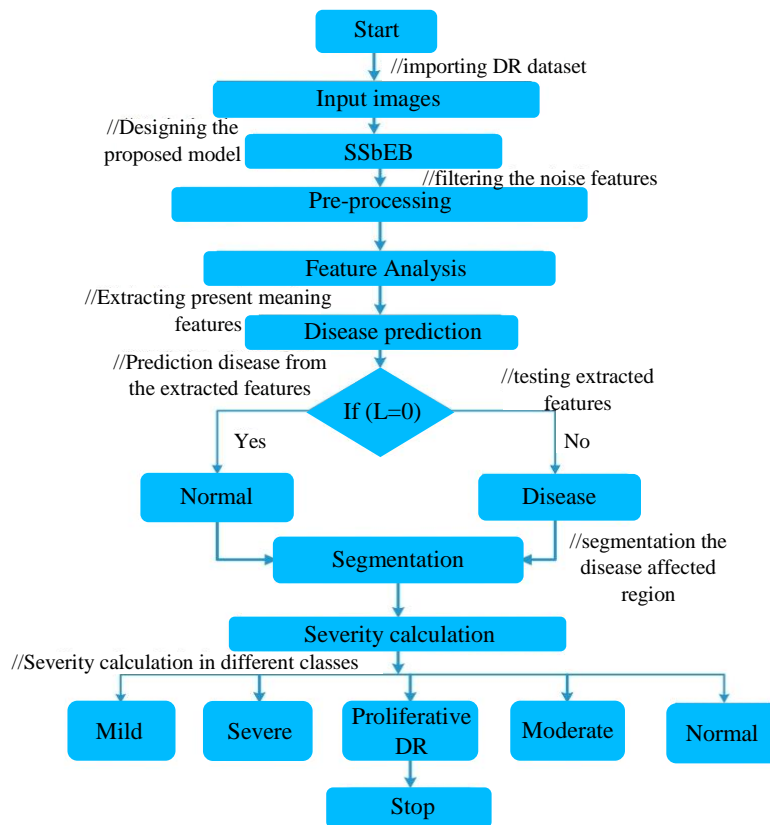 Start
//importing DR dataset
Input images
//Designing the
proposed model
SSbEB
//filtering the noise features
Pre-processing
Feature Analysis
//Extracting present meaning
features
Disease prediction
//Prediction disease from
the extracted features
//testing extracted
features
If (L=0)
Yes
No
Normal
Disease
Segmentation
//segmentation the
disease affected
region
Severity calculation
//Severity calculation in different classes
Mild
Severe
Proliferative
DR
Moderate
Normal
Stop